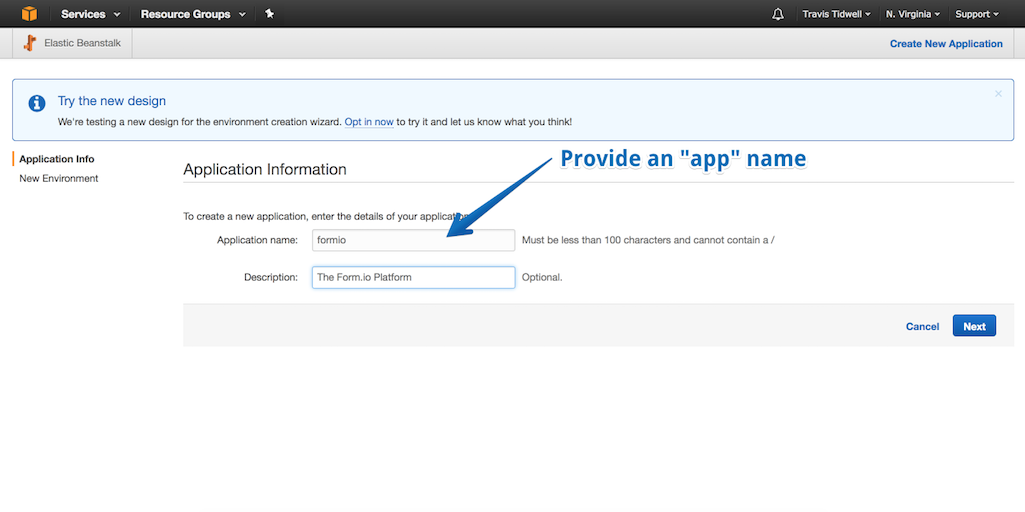 Services Resource Groups Travis Tidwell N. Virginia Support
Elastic Beanstalk Create New Application
Try the new design
We're testing a new design for the environment creation wizard. Opt in now to try it and let us know what you think!
Application Info
New Environment
Provide an "app" name
Application Information
To create a new application, enter the details of your application
Application name: formio Must be less than 100 characters and cannot contain a /
Description: The Form.io Platform Optional.
Cancel Next